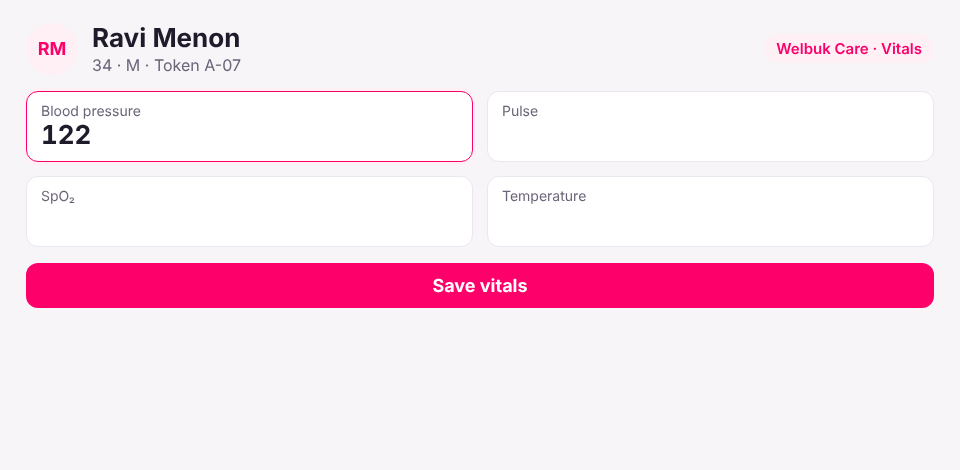 RM
Ravi Menon
34 · M · Token A-07
Welbuk Care · Vitals
Blood pressure
122
Pulse
SpO₂
Temperature
Save vitals